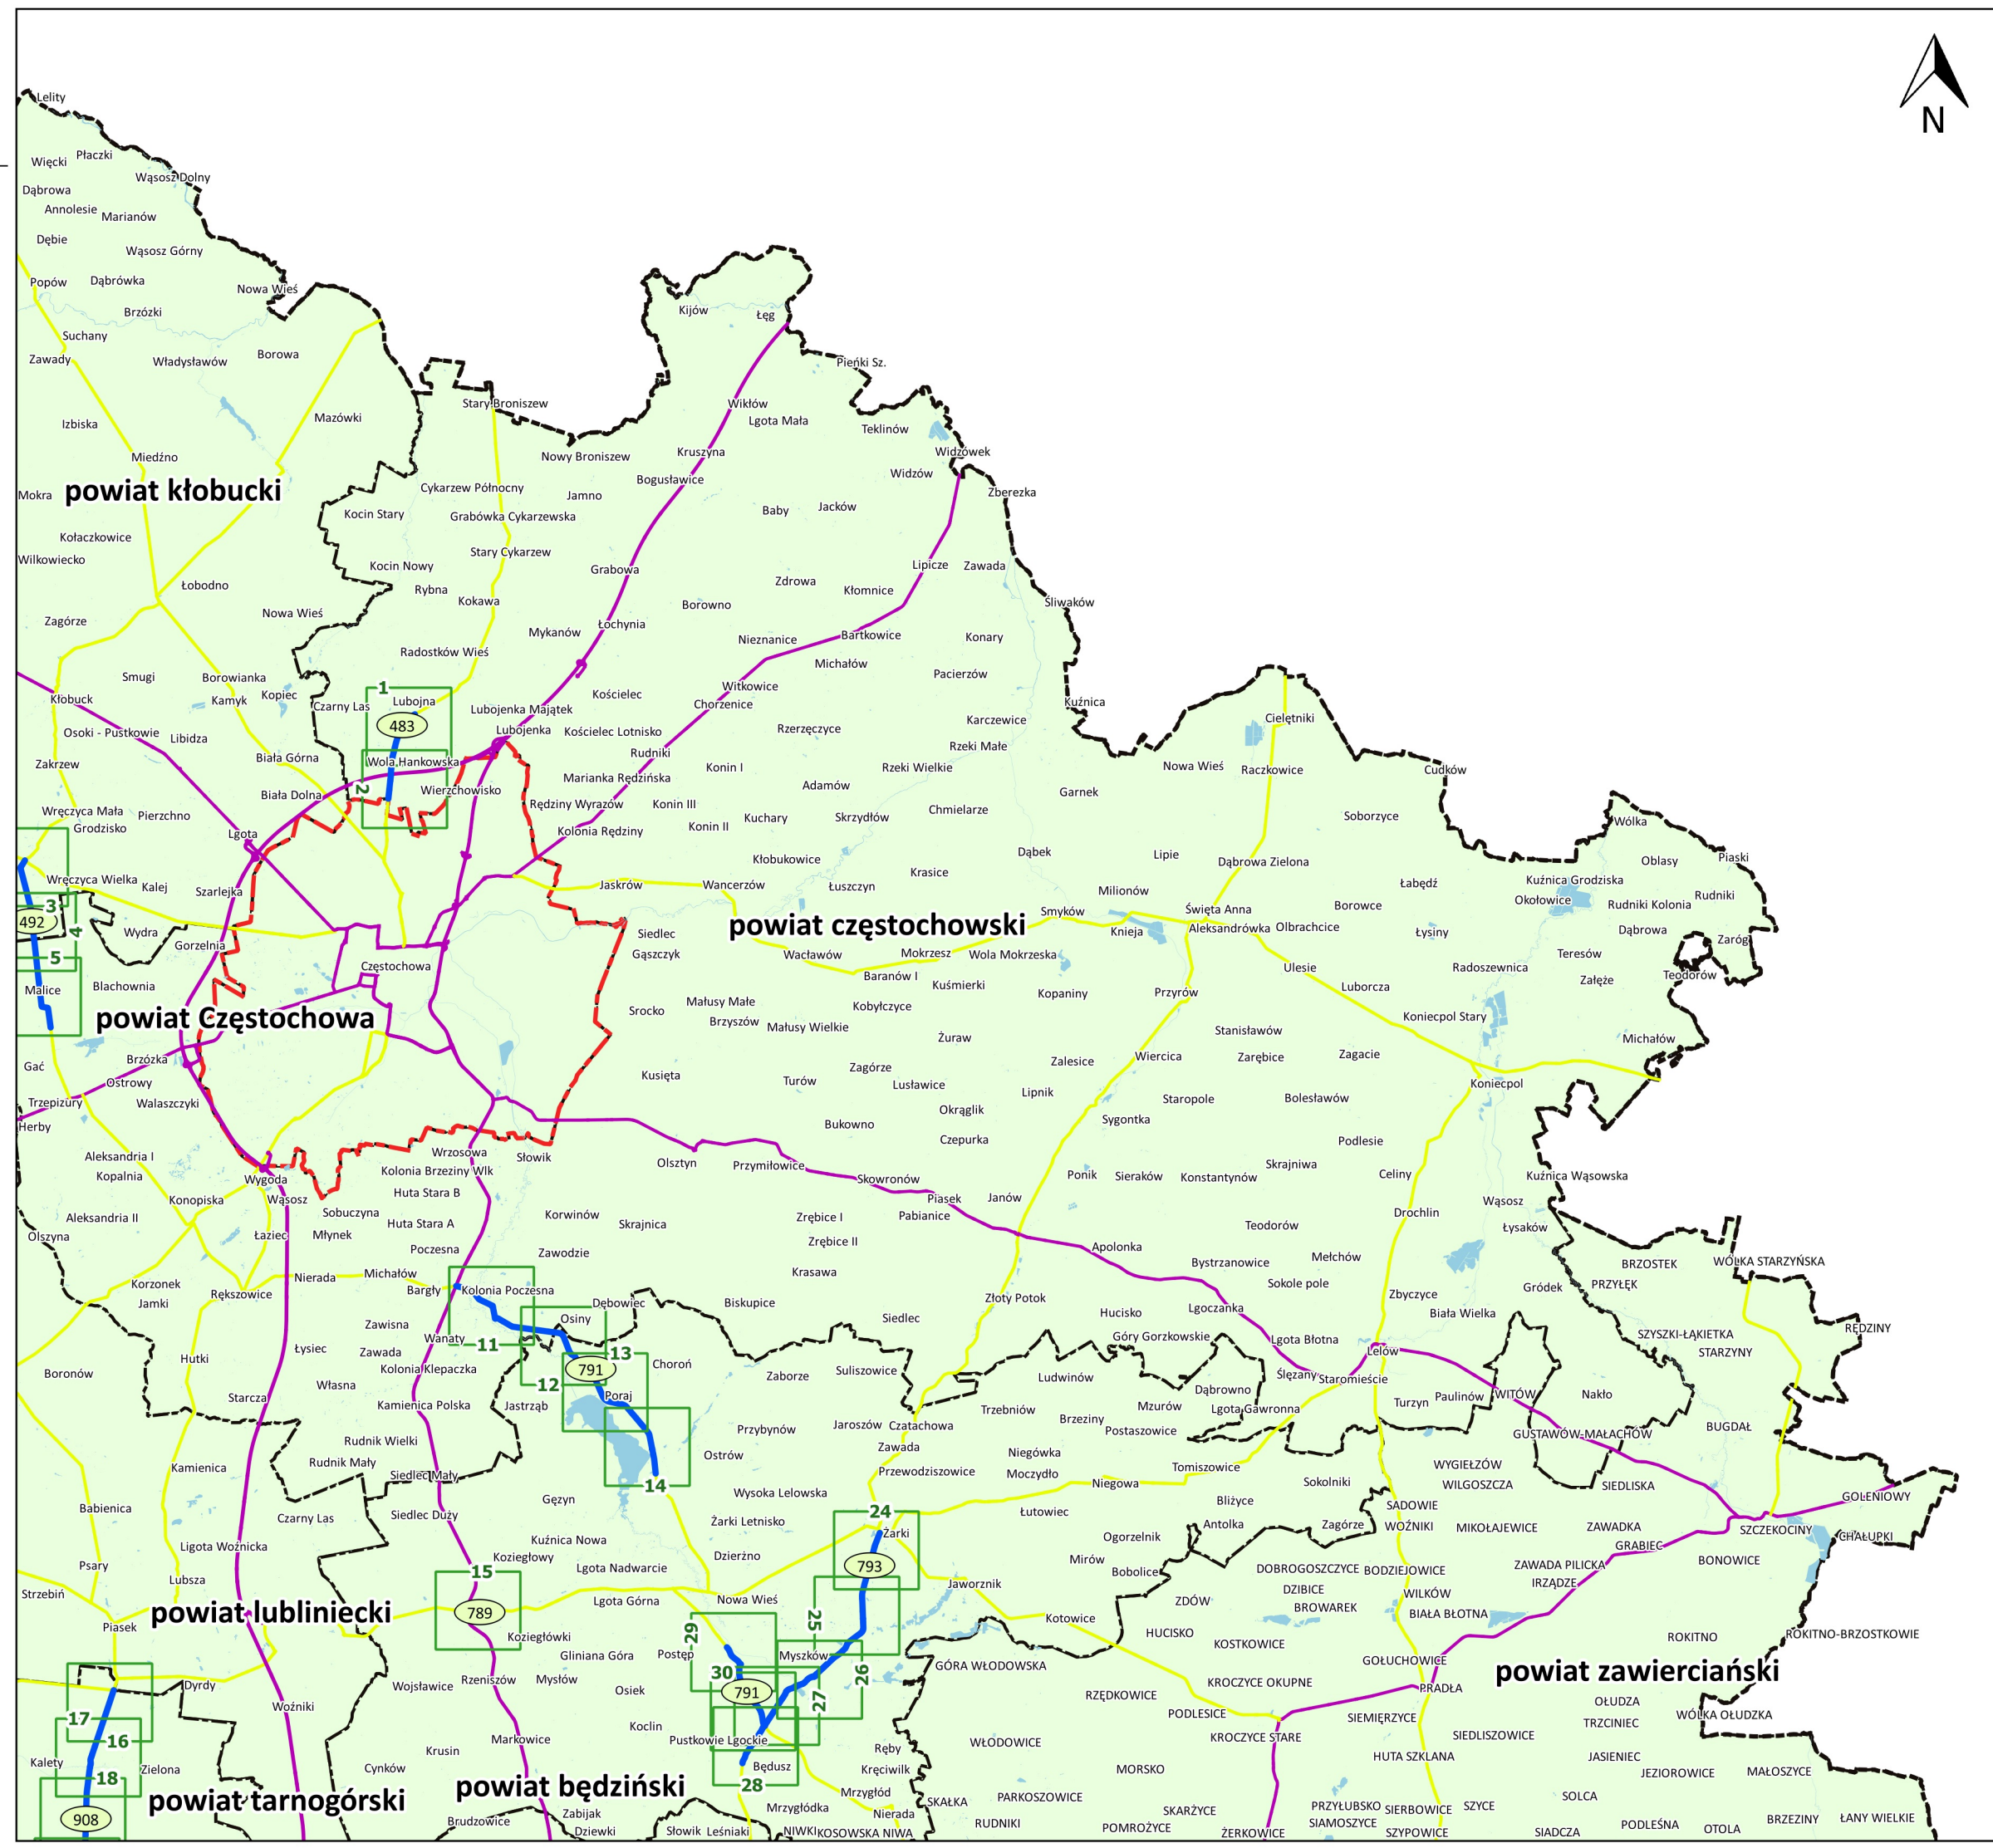 N
Lelity
Więcki
Płaczki
Wąsosz Dolny
Dąbrowa
Annolesie
Marianów
Dębie
Wąsosz Górny
Popów
Dąbrówka
Nowa Wieś
Brzózki
Kijów
Łęg
Suchany
Zawady
Władysławów
Borowa
Pieńki Sz.
Stary Broniszew
Wikłów
Mazówki
Lgota Mała
Izbiska
Teklinów
Miedźno
Nowy Broniszew
Kruszyna
Widzówek
powiat kłobucki
Mokra
Cykarzew Północny
Jamno
Bogusławice
Widzów
Zberezka
Kocin Stary
Grabówka Cykarzewska
Baby
Jacków
Kołaczkowice
Wilkowiecko
Stary Cykarzew
Kocin Nowy
Grabowa
Lipicze
Zawada
Łobodno
Rybna
Kokawa
Zdrowa
Kłomnice
Nowa Wieś
Borowno
Śliwaków
Zagórze
Mykanów
Łochynia
Nieznanice
Bartkowice
Konary
Radostków Wieś
Michałów
Smugi
Borowianka
Pacierzów
Kłobuck
Kamyk
Kopiec
Czarny Las
1
Lubojna
Kościelec
Witkowice
Chorzenice
Kuźnica
483
Lubojenka Majątek
Osoki - Pustkowie
Libidza
Lubojenka
Kościelec Lotnisko
Rzerzęczyce
Karczewice
Cielętniki
Zakrzew
Biała Górna
Wola Hankowska
Rudniki
Rzeki Małe
Marianka Rędzińska
Konin I
Rzeki Wielkie
Nowa Wieś
Raczkowice
Cudków
2
Biała Dolna
Wierzchowisko
Adamów
Garnek
Wręczyca Mała
Pierzchno
Rędziny Wyrazów
Konin III
Kuchary
Skrzydłów
Chmielarze
Soborzyce
Wólka
Grodzisko
Lgota
Kolonia Rędziny
Konin II
Kłobukowice
Dąbek
Lipie
Dąbrowa Zielona
Oblasy
Piaski
Wręczyca Wielka
Kalej
Szarlejka
Jaskrów
Wancerzów
Łuszczyn
Krasice
Milionów
Łabędź
Kuźnica Grodziska
Okołowice
Rudniki
3
492
4
powiat częstochowski
Smyków
Święta Anna
Borowce
Rudniki Kolonia
Wydra
Siedlec
Knieja
Aleksandrówka
Olbrachcice
Łysiny
Dąbrowa
Zaróg
Gorzelnia
Gąszczyk
Wacławów
Mokrzesz
Wola Mokrzeska
Teresów
5
Częstochowa
Baranów I
Ulesie
Radoszewnica
Teodorów
Malice
Blachownia
Kuśmierki
Kopaniny
Przyrów
Luborcza
Załęże
powiat Częstochowa
Srocko
Małusy Małe
Kobyłczyce
Brzyszów
Małusy Wielkie
Koniecpol Stary
Żuraw
Stanisławów
Michałów
Gać
Brzózka
Zalesice
Wiercica
Zarębice
Zagacie
Ostrowy
Kusięta
Turów
Zagórze
Lusławice
Koniecpol
Trzepizury
Walaszczyki
Lipnik
Staropole
Bolesławów
Herby
Okrąglik
Bukowno
Sygontka
Aleksandria I
Wrzosowa
Słowik
Czepurka
Podlesie
Kopalnia
Kolonia Brzeziny Wlk
Olsztyn
Przymiłowice
Skrajniwa
Wygoda
Skowronów
Ponik
Sieraków
Konstantynów
Celiny
Kuźnica Wąsowska
Konopiska
Wąsosz
Huta Stara B
Piasek
Janów
Wąsosz
Aleksandria II
Sobuczyna
Korwinów
Pabianice
Drochlin
Olszyna
Łaziec
Młynek
Huta Stara A
Skrajnica
Zrębice I
Teodorów
Łysaków
Poczesna
Zawodzie
Zrębice II
Apolonka
Mełchów
BRZOSTEK
WÓLKA STARZYŃSKA
Korzonek
Nierada
Michałów
Krasawa
Bystrzanowice
Sokole pole
Jamki
Rększowice
Bargły
Kolonia Poczesna
Gródek
PRZYŁĘK
Dębowiec
Biskupice
Złoty Potok
Zbyczyce
Osiny
Siedlec
Hucisko
Lgoczanka
Biała Wielka
Zawisna
Wanaty
11
Góry Gorzkowskie
Lgota Błotna
SZYSZKI-ŁĄKIETKA
RĘDZINY
Łysiec
Zawada
13
Lelów
STARZYNY
Boronów
Hutki
Kolonia Klepaczka
791
Choroń
Suliszowice
Ludwinów
Ślęzany
Staromieście
Własna
12
Zaborze
Dąbrowno
Starcza
Poraj
Paulinów
WITÓW
Nakło
Kamienica Polska
Jastrząb
Trzebniów
Mzurów
Lgota Gawronna
Turzyn
Przybynów
Jaroszów
Czatachowa
Brzeziny
Postaszowice
BUGDAŁ
Rudnik Wielki
Zawada
GUSTAWÓW-MAŁACHÓW
Rudnik Mały
Ostrów
Niegówka
Kamienica
Siedlec Mały
Przewodziszowice
Moczydło
Tomiszowice
WYGIEŁZÓW
14
Niegowa
Sokolniki
WILGOSZCZA
SIEDLISKA
Gęzyn
Wysoka Lelowska
Bliżyce
SADOWIE
GOLENIOWY
Babienica
Czarny Las
Siedlec Duży
24
Łutowiec
Żarki Letnisko
Żarki
Antolka
Zagórze
WOŹNIKI
MIKOŁAJEWICE
ZAWADKA
SZCZEKOCINY
CHAŁUPKI
Ligota Woźnicka
Kuźnica Nowa
Ogorzelnik
GRABIEC
Psary
Koziegłowy
Dzierżno
793
Mirów
BONOWICE
Lgota Nadwarcie
Bobolice
DOBROGOSZCZYCE
BODZIEJOWICE
ZAWADA PILICKA
15
Lubsza
Jaworznik
DZIBICE
IRZĄDZE
Strzebiń
Lgota Górna
Nowa Wieś
ZDÓW
BROWAREK
WILKÓW
powiat lubliniecki
789
25
Kotowice
BIAŁA BŁOTNA
Piasek
29
HUCISKO
Koziegłówki
KOSTKOWICE
ROKITNO
ROKITNO-BRZOSTKOWIE
Gliniana Góra
Postęp
Myszków
GÓRA WŁODOWSKA
GOŁUCHOWICE
powiat zawierciański
30
26
Dyrdy
Wojsławice
Rzeniszów
Mysłów
KROCZYCE OKUPNE
Osiek
791
RZĘDKOWICE
PRADŁA
Woźniki
27
OŁUDZA
17
PODLESICE
SIEMIĘRZYCE
TRZCINIEC
WÓLKA OŁUDZKA
16
Koclin
Pustkowie Lgockie
KROCZYCE STARE
SIEDLISZOWICE
Krusin
Markowice
Ręby
WŁODOWICE
HUTA SZKLANA
JASIENIEC
Kalety
Zielona
Cynków
Będusz
Kręciwilk
MORSKO
JEZIOROWICE
MAŁOSZYCE
18
powiat będziński
28
powiat tarnogórski
Mrzygłód
SKAŁKA
PARKOSZOWICE
SOLCA
908
Mrzygłódka
SKARŻYCE
PRZYŁUBSKO
SIERBOWICE
SZYCE
Brudzowice
Zabijak
Nierada
RUDNIKI
POMROŻYCE
SIAMOSZYCE
PODLEŚNA
BRZEZINY
ŁANY WIELKIE
Dziewki
Słowik
Leśniaki
NIWKI
KOSOWSKA NIWA
ŻERKOWICE
SZYPOWICE
SIADCZA
OTOLA